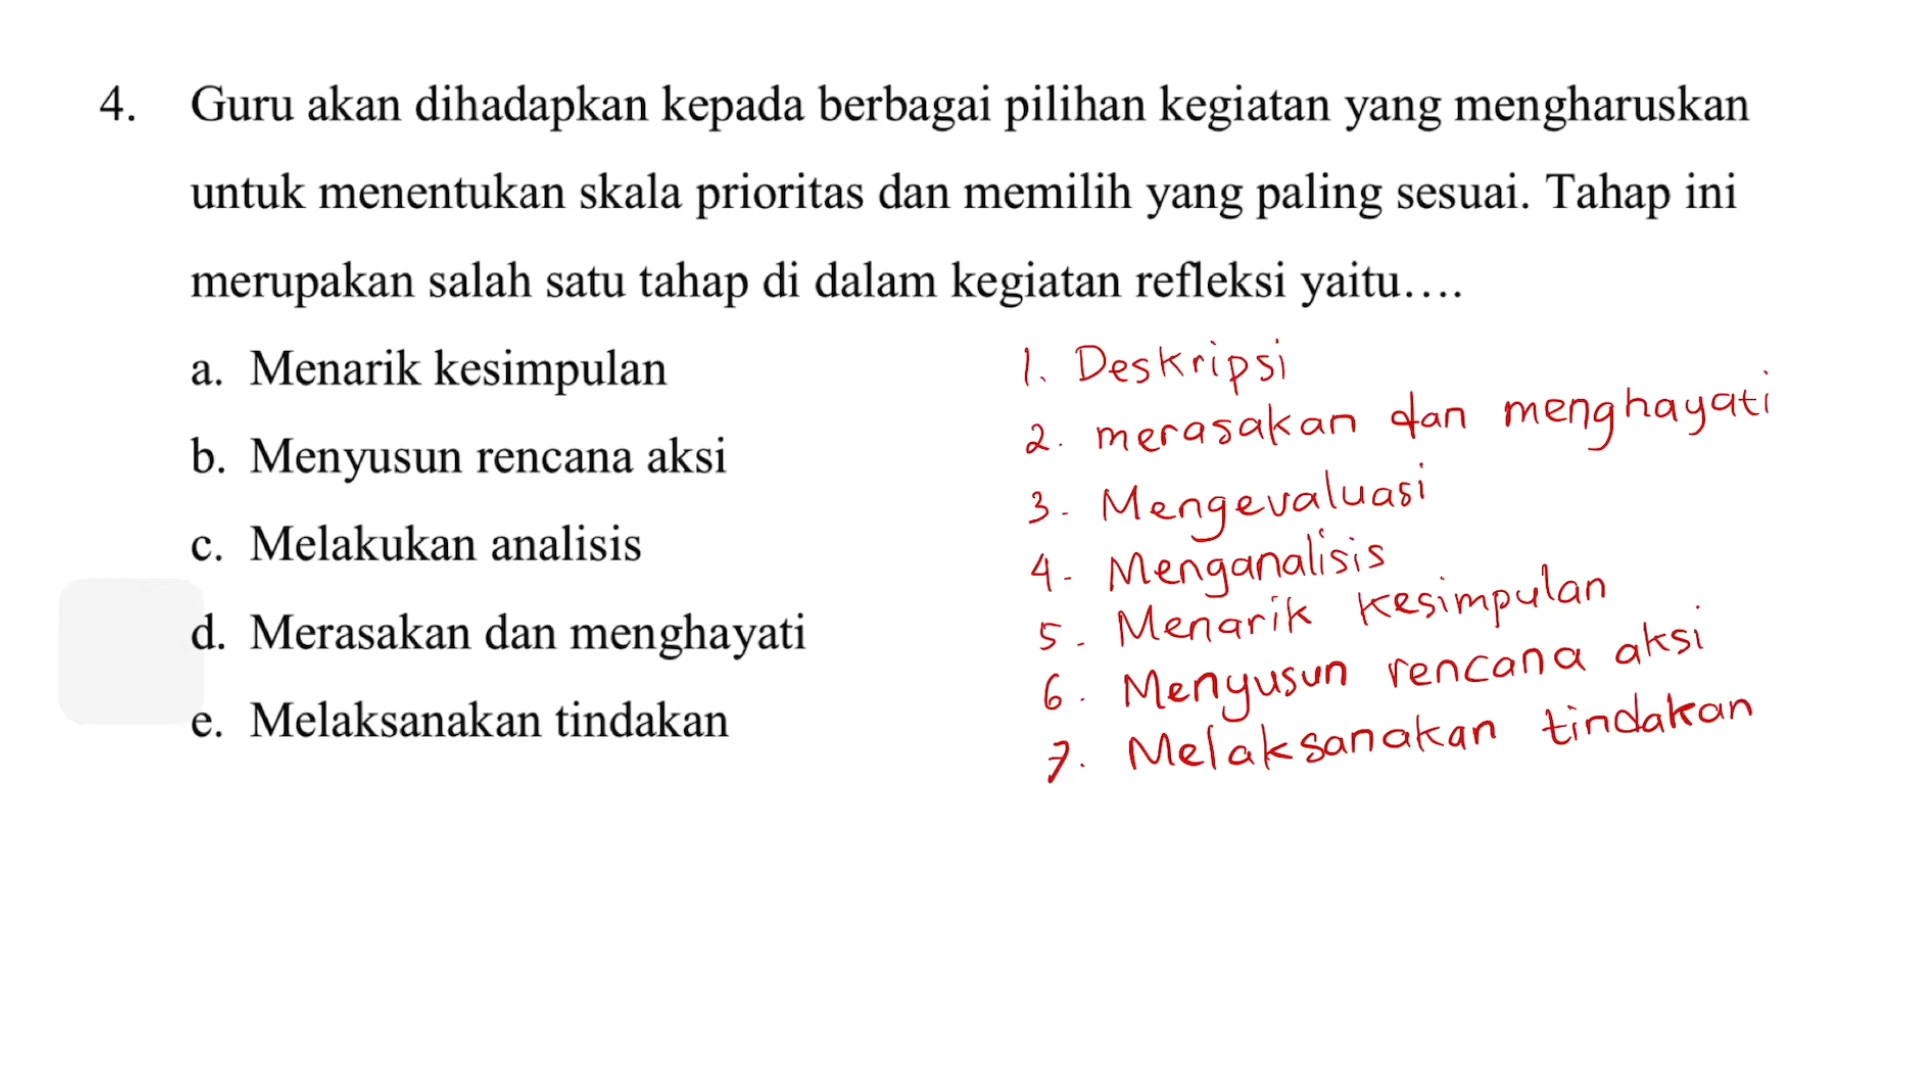 4. Guru akan dihadapkan kepada berbagai pilihan kegiatan yang mengharuskan
untuk menentukan skala prioritas dan memilih yang paling sesuai. Tahap ini
merupakan salah satu tahap di dalam kegiatan refleksi yaitu….
a. Menarik kesimpulan
b. Menyusun rencana aksi
c. Melakukan analisis
d. Merasakan dan menghayati
e. Melaksanakan tindakan
1. Deskripsi
2. merasakan dan menghayati
3. Mengevaluasi
4. Menganalisis
5. Menarik kesimpulan
6. Menyusun rencana aksi
7. Melaksanakan tindakan